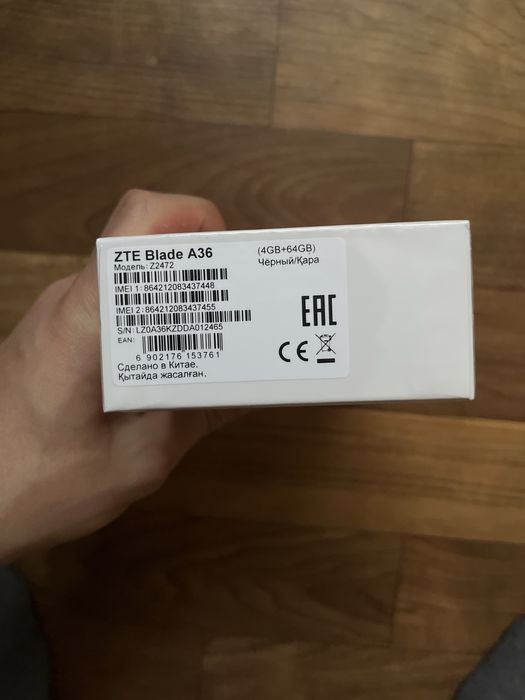 ZTE Blade A36
Модель: Z2472
IMEI 1: 864212083437448
IMEI 2: 864212083437455
S/N: LZ0A36KZDDA012465
EAN:
6 902176 153761
Сделано в Китае.
Қытайда жасалған.
(4GB+64GB)
Чёрный/Қара
EAC
CE